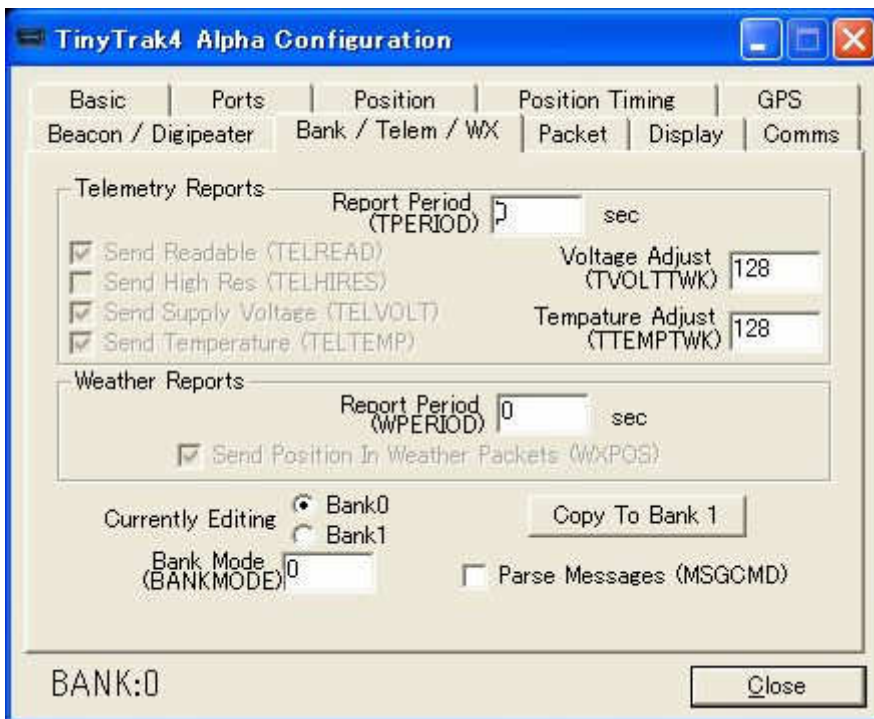 TinyTrak4 Alpha Configuration
Basic Ports Position Position Timing GPS
Beacon / Digipeater Bank / Telem / WX Packet Display Comms
Telemetry Reports
Report Period
(TPERIOD) sec
Send Readable (TELREAD)
Send High Res (TELHIRES)
Send Supply Voltage (TELVOLT)
Send Temperature (TELTEMP)
Voltage Adjust
(TVOLTTWK) 128
Tempature Adjust
(TTEMPTWK) 128
Weather Reports
Report Period
(WPERIOD) 0 sec
Send Position In Weather Packets (WXPOS)
Currently Editing
Bank0
Bank1
Copy To Bank 1
Bank Mode
(BANKMODE) 0
Parse Messages (MSGCMD)
BANK:0
Close